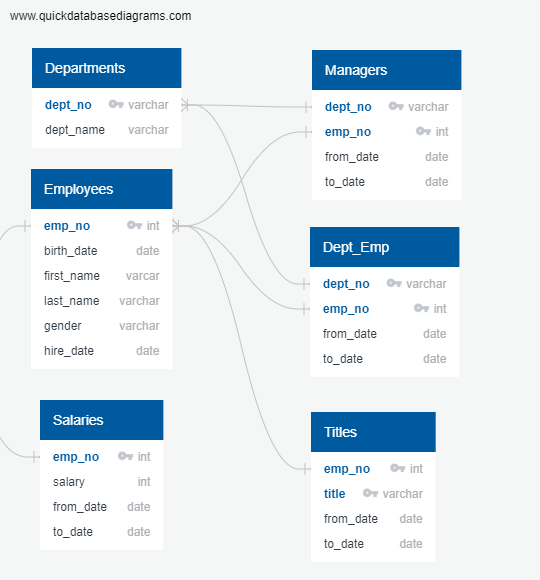 www.quickdatabasediagrams.com
Departments
dept_no varchar
dept_name varchar
Employees
emp_no int
birth_date date
first_name varcar
last_name varchar
gender varchar
hire_date date
Salaries
emp_no int
salary int
from_date date
to_date date
Managers
dept_no varchar
emp_no int
from_date date
to_date date
Dept_Emp
dept_no varchar
emp_no int
from_date date
to_date date
Titles
emp_no int
title varchar
from_date date
to_date date